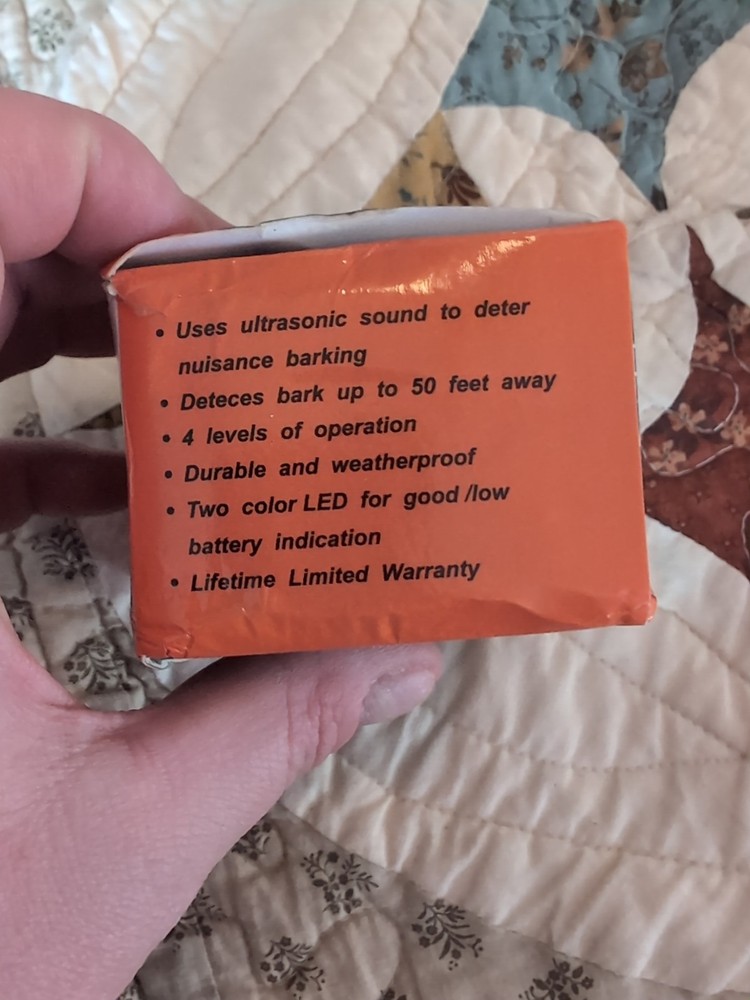 • Uses ultrasonic sound to deter
nuisance barking
• Deteces bark up to 50 feet away
• 4 levels of operation
• Durable and weatherproof
• Two color LED for good /low
battery indication
• Lifetime Limited Warranty